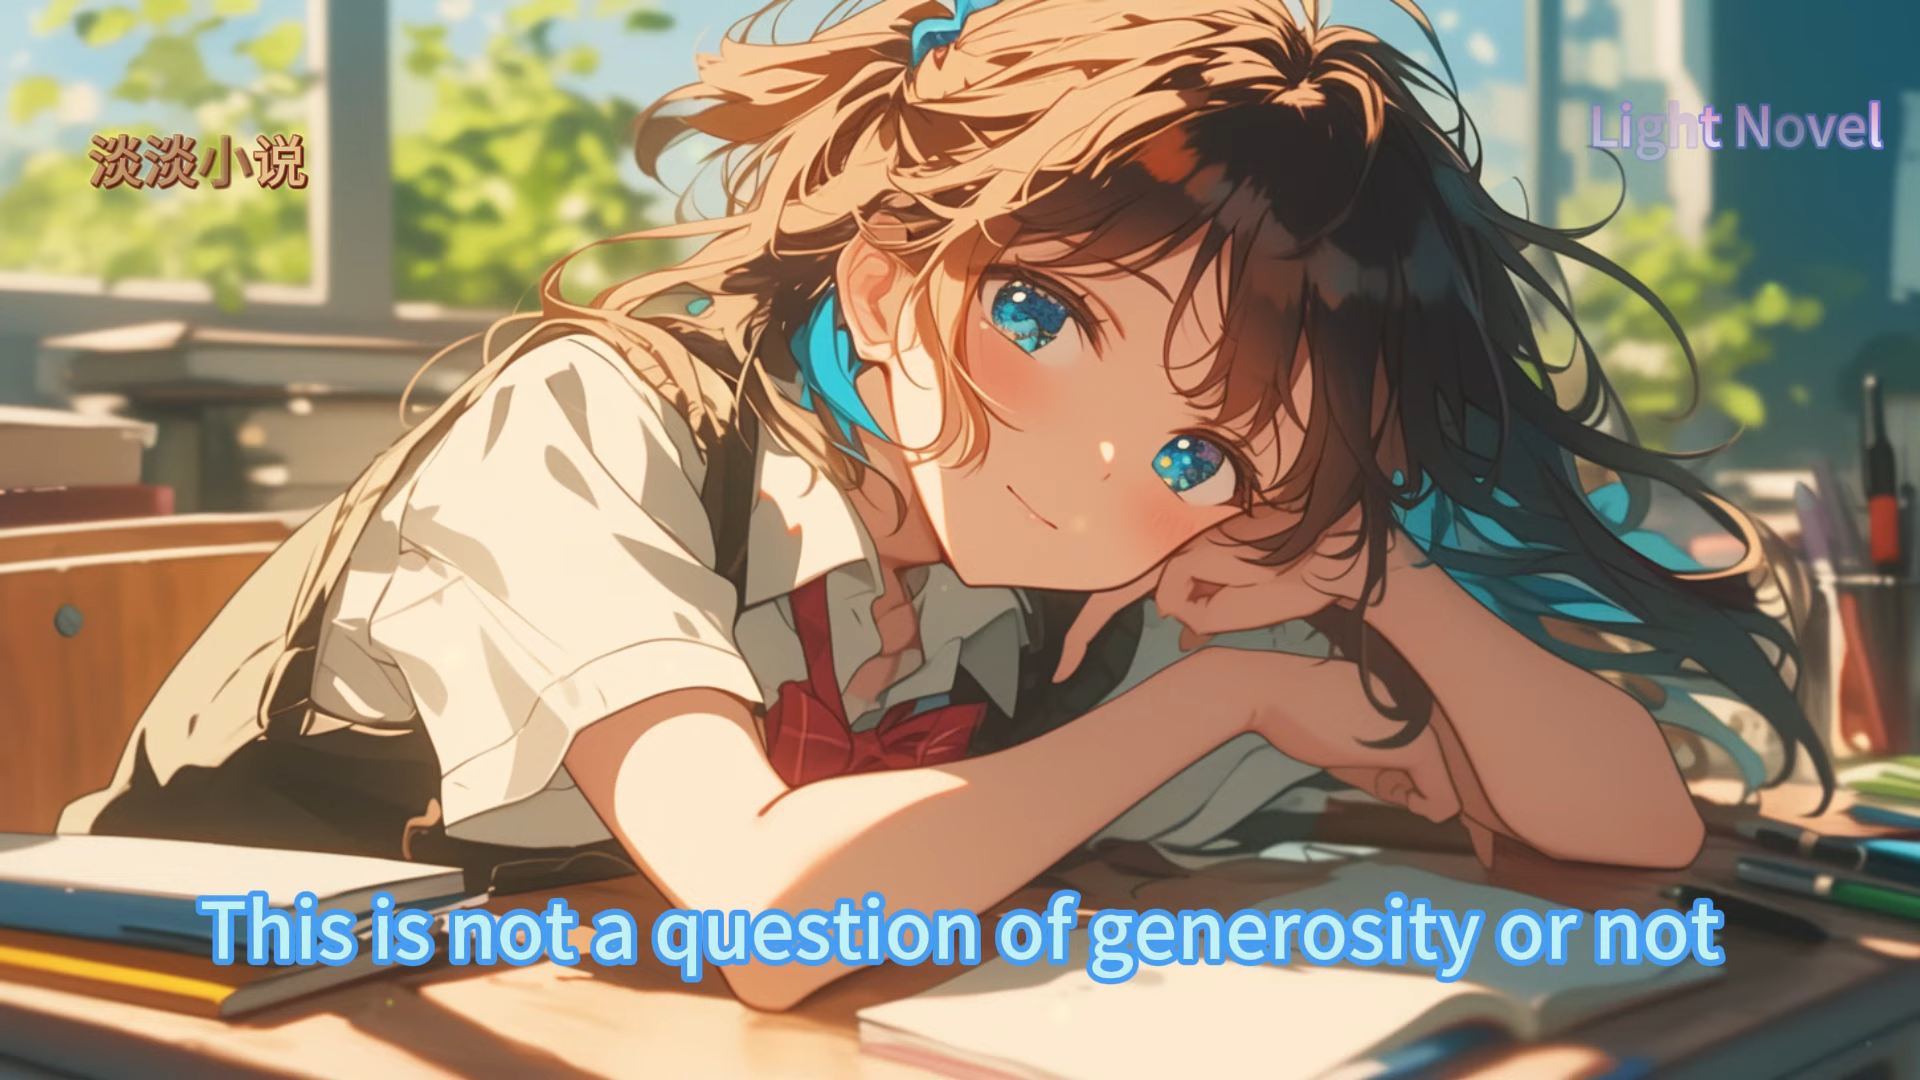 淡淡小说
Light Novel
This is not a question of generosity or not